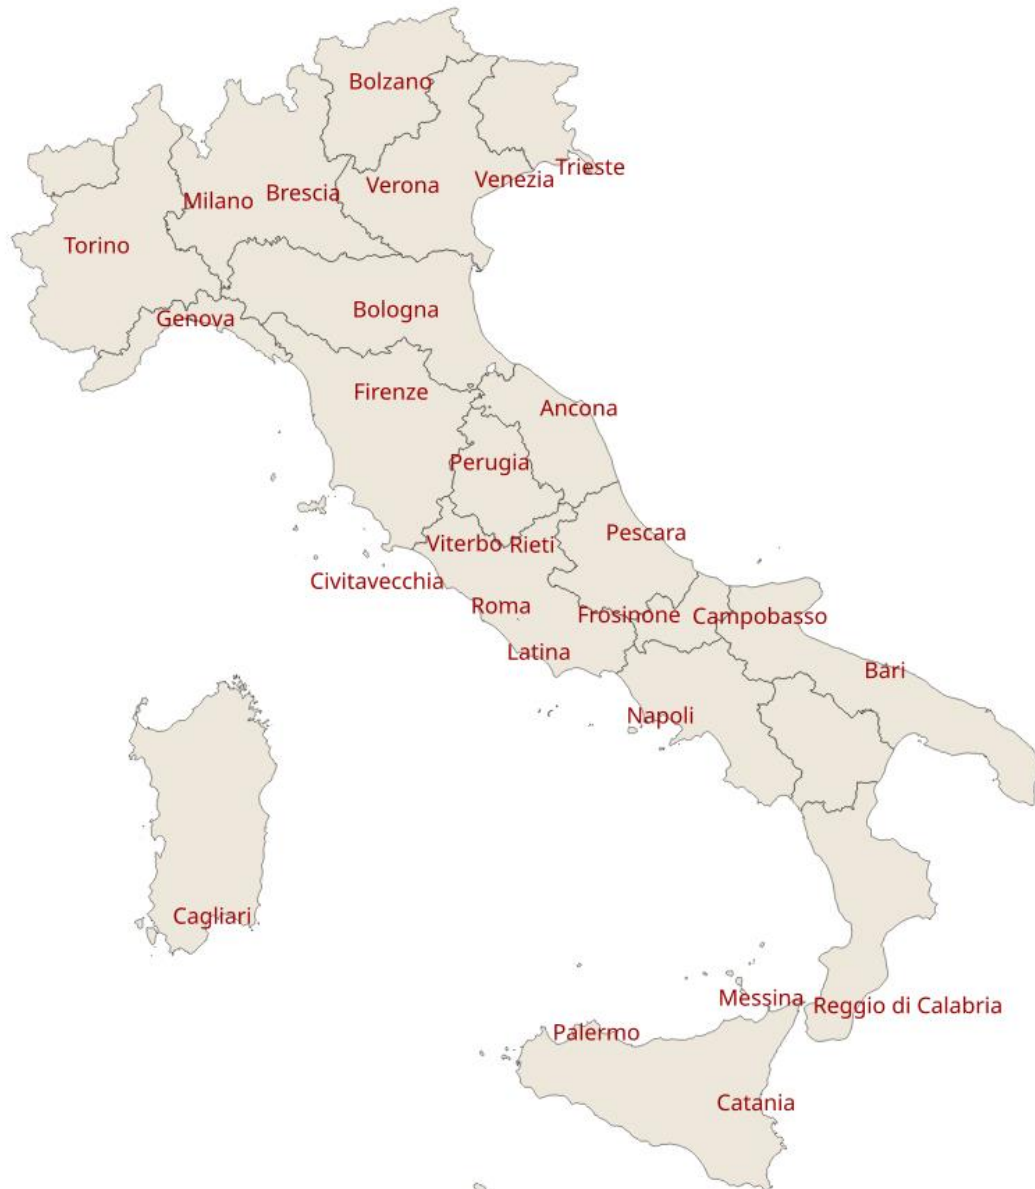 Bolzano
Trieste
Venezia
Verona
Brescia
Milano
Torino
Bologna
Genova
Firenze
Ancona
Perugia
Pescara
Viterbo
Rieti
Civitavecchia
Roma
Frosinone
Campobasso
Latina
Bari
Napoli
Cagliari
Messina
Reggio di Calabria
Palermo
Catania